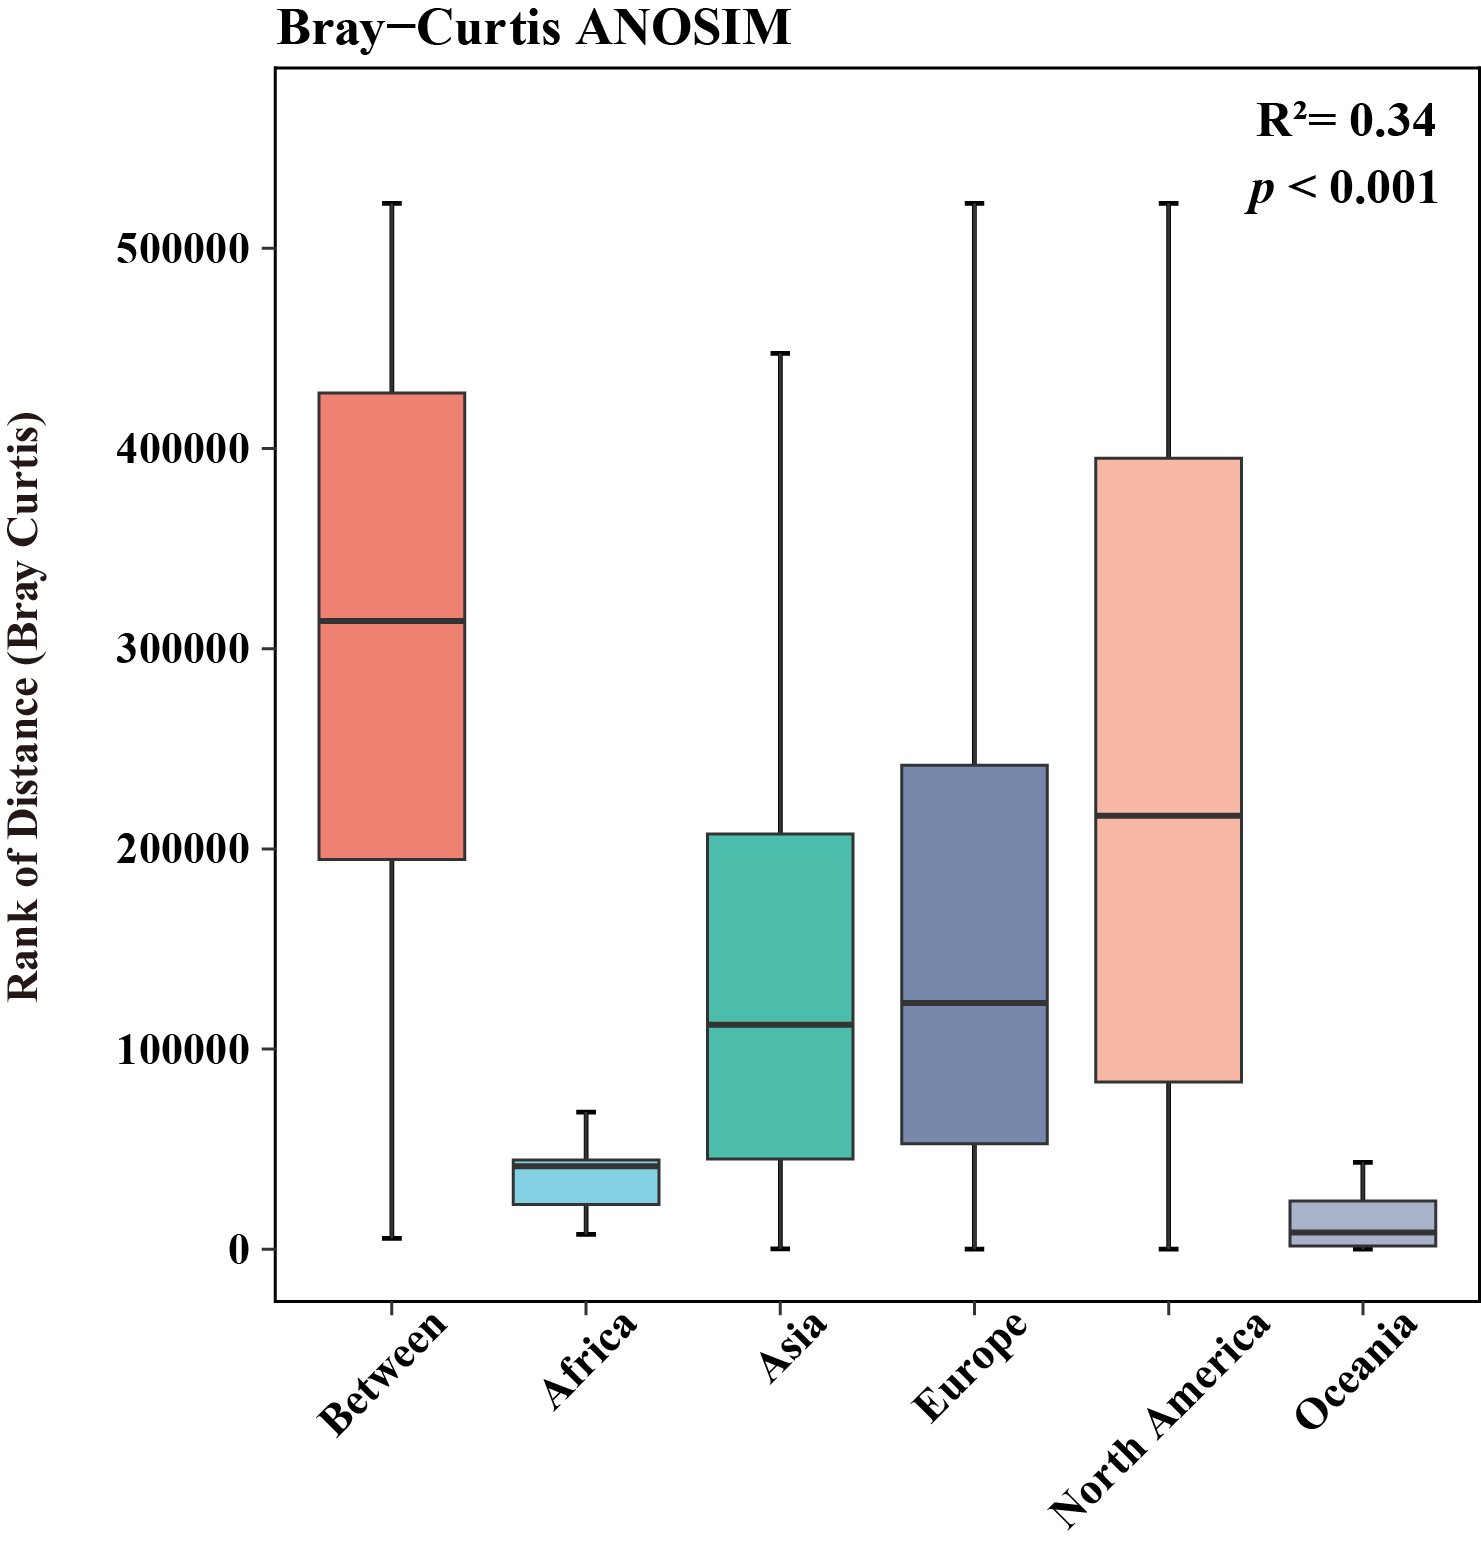 Bray−Curtis ANOSIM
R²= 0.34
p < 0.001
Rank of Distance (Bray Curtis)
500000
400000
300000
200000
100000
0
Between
Africa
Asia
Europe
North America
Oceania